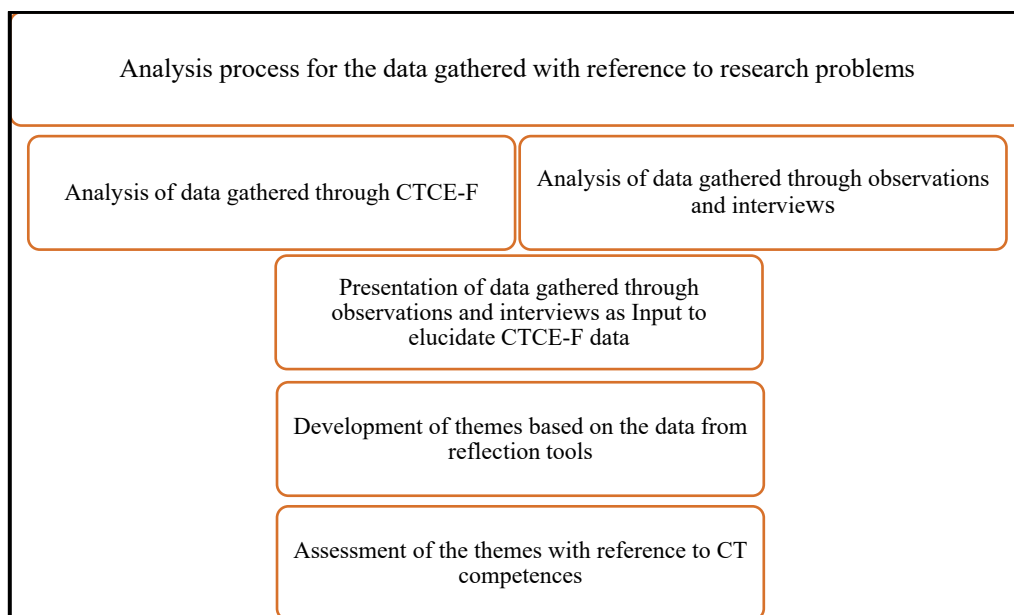 Analysis process for the data gathered with reference to research problems
Analysis of data gathered through CTCE-F
Analysis of data gathered through observations
and interviews
Presentation of data gathered through
observations and interviews as Input to
elucidate CTCE-F data
Development of themes based on the data from
reflection tools
Assessment of the themes with reference to CT
competences